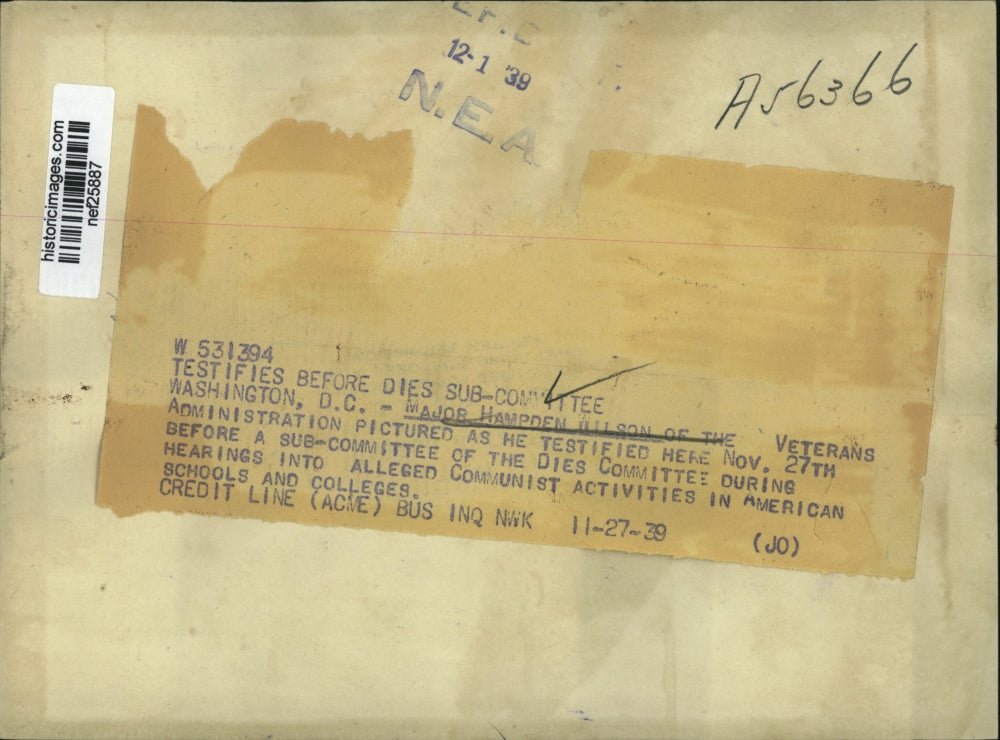 12-1 '39
N.E.A.
A56366
historicimages.com
nef25887
W 531394
TESTIFIES BEFORE DIES SUB-COMMITTEE
WASHINGTON, D.C. - MAJOR HAMPDEN WILSON OF THE VETERANS
ADMINISTRATION PICTURED AS HE TESTIFIED HERE NOV. 27TH
BEFORE A SUB-COMMITTEE OF THE DIES COMMITTEE DURING
HEARINGS INTO ALLEGED COMMUNIST ACTIVITIES IN AMERICAN
SCHOOLS AND COLLEGES.
CREDIT LINE (ACME) BUS INQ NWK 11-27-39 (JO)